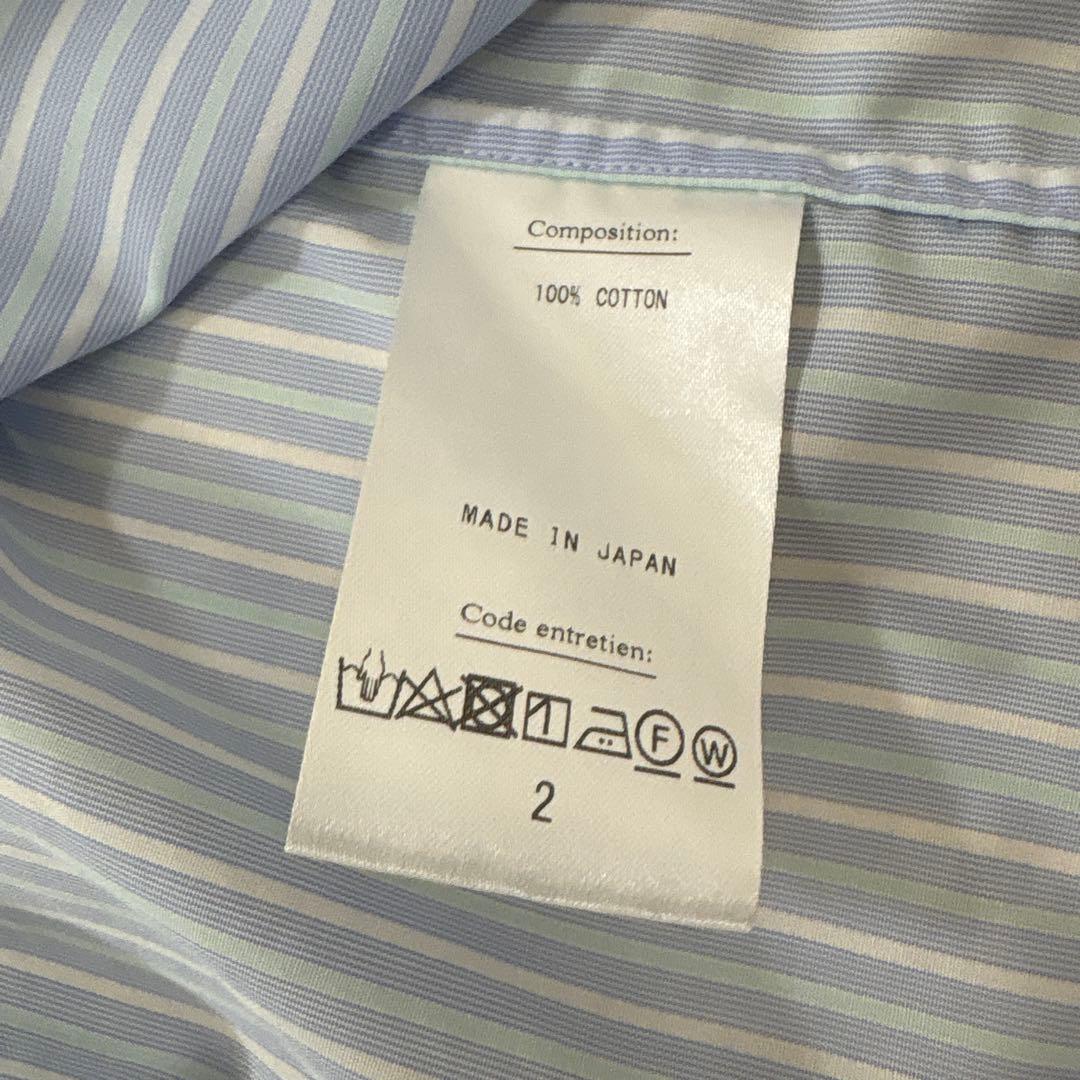 Composition:
100% COTTON
MADE IN JAPAN
Code entretien:
F W
2